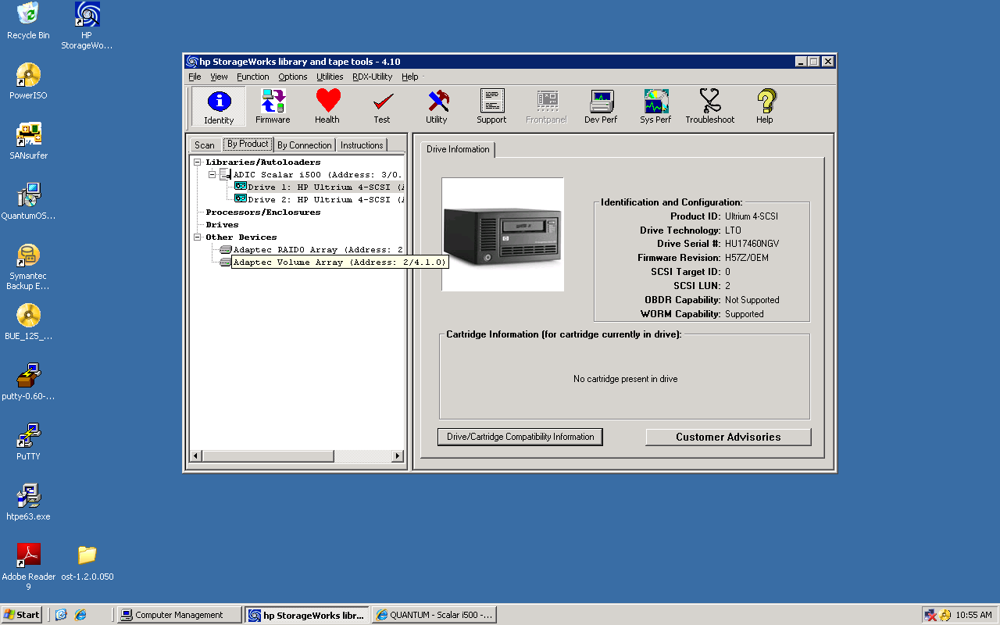 Recycle Bin
HP StorageWo...
PowerISO
SANsurfer
QuantumOS...
Symantec
Backup E...
BUE_125_...
putty-0.60-...
PuTTY
htpe63.exe
Adobe Reader
9
ost-1.2.0.050
hp StorageWorks library and tape tools - 4.10
File View Function Options Utilities RDX-Utility Help
Identity Firmware Health Test Utility Support Frontpanel Dev Perf Sys Perf Troubleshoot Help
Scan By Product By Connection Instructions
Libraries/Autoloaders
ADIC Scalar i500 (Address: 3/0.
Drive 1: HP Ultrium 4-SCSI (A
Drive 2: HP Ultrium 4-SCSI (A
Processors/Enclosures
Drives
Other Devices
Adaptec RAID0 Array (Address: 2
Adaptec Volume Array (Address: 2/4.1.0)
Drive Information
Identification and Configuration:
Product ID: Ultrium 4-SCSI
Drive Technology: LTO
Drive Serial #: HU17460NGV
Firmware Revision: H57Z/OEM
SCSI Target ID: 0
SCSI LUN: 2
OBDR Capability: Not Supported
WORM Capability: Supported
Cartridge Information (for cartridge currently in drive):
No cartridge present in drive
Drive/Cartridge Compatibility Information
Customer Advisories
Start Computer Management hp StorageWorks libr... QUANTUM - Scalar i500 -... 10:55 AM